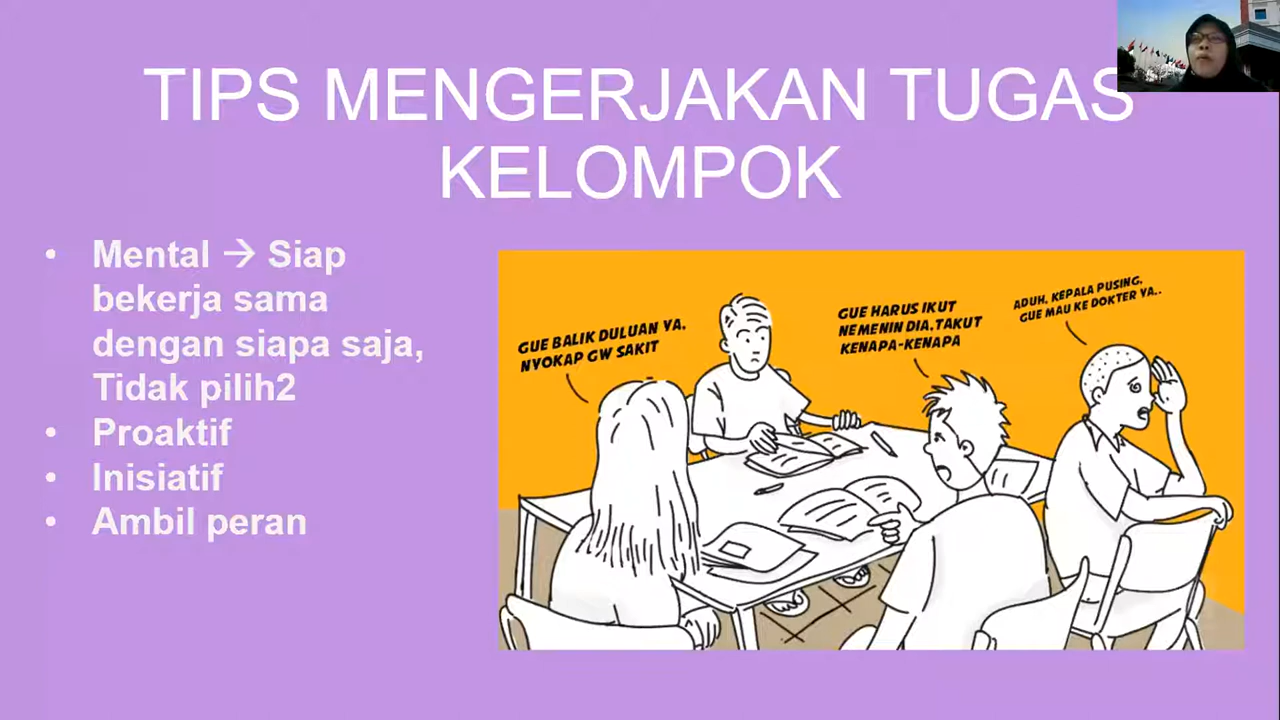 TIPS MENGERJAKAN TUGAS
KELOMPOK
• Mental → Siap
bekerja sama
dengan siapa saja,
Tidak pilih2
• Proaktif
• Inisiatif
• Ambil peran
GUE BALIK DULUAN YA,
NYOKAP GW SAKIT
GUE HARUS IKUT
NEMENIN DIA, TAKUT
KENAPA-KENAPA
ADUH, KEPALA PUSING,
GUE MAU KE DOKTER YA..